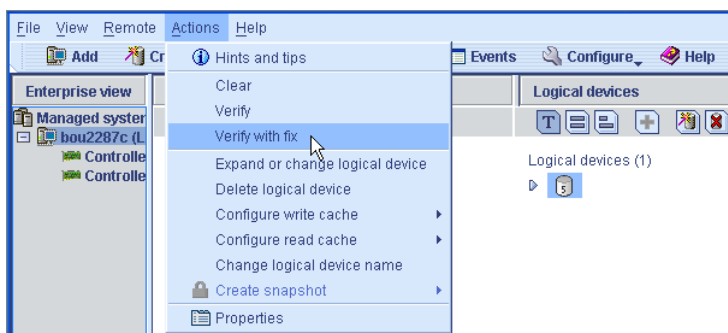 File View Remote Actions Help
Add Cr Events Configure Help
Enterprise view
Logical devices
Managed syster
bou2287c (L
Controlle
Controlle
Hints and tips
Clear
Verify
Verify with fix
Expand or change logical device
Delete logical device
Configure write cache
Configure read cache
Change logical device name
Create snapshot
Properties
T
Logical devices (1)
5